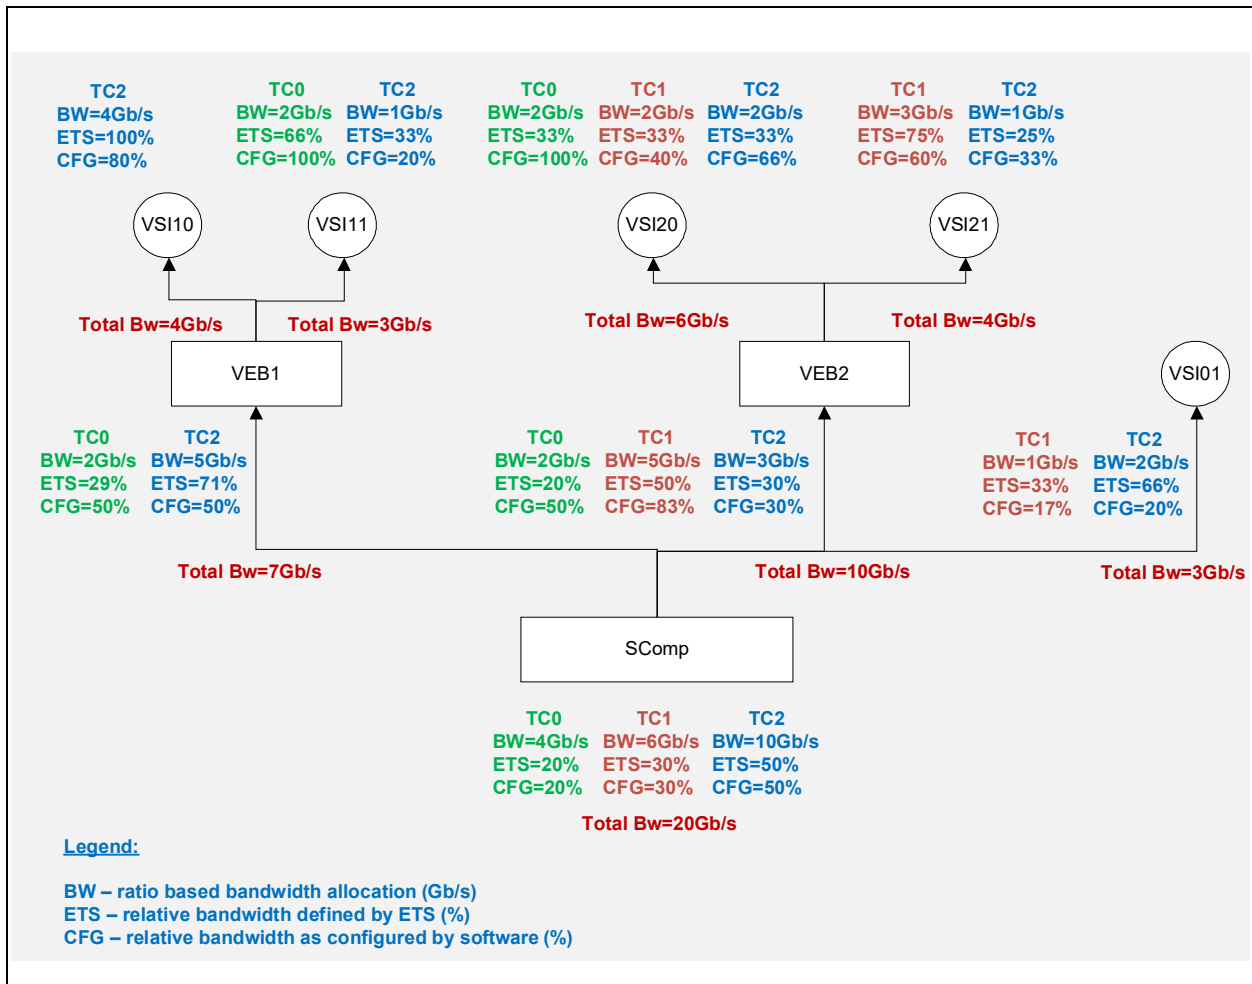 TC2
BW=4Gb/s
ETS=100%
CFG=80%
TC0
BW=2Gb/s
ETS=66%
CFG=100%
TC2
BW=1Gb/s
ETS=33%
CFG=20%
TC0
BW=2Gb/s
ETS=33%
CFG=100%
TC1
BW=2Gb/s
ETS=33%
CFG=40%
TC2
BW=2Gb/s
ETS=33%
CFG=66%
TC1
BW=3Gb/s
ETS=75%
CFG=60%
TC2
BW=1Gb/s
ETS=25%
CFG=33%
VSI10
VSI11
VSI20
VSI21
Total Bw=4Gb/s
Total Bw=3Gb/s
Total Bw=6Gb/s
Total Bw=4Gb/s
VEB1
VEB2
VSI01
TC0
BW=2Gb/s
ETS=29%
CFG=50%
TC2
BW=5Gb/s
ETS=71%
CFG=50%
TC0
BW=2Gb/s
ETS=20%
CFG=50%
TC1
BW=5Gb/s
ETS=50%
CFG=83%
TC2
BW=3Gb/s
ETS=30%
CFG=30%
TC1
BW=1Gb/s
ETS=33%
CFG=17%
TC2
BW=2Gb/s
ETS=66%
CFG=20%
Total Bw=7Gb/s
Total Bw=10Gb/s
Total Bw=3Gb/s
SComp
TC0
BW=4Gb/s
ETS=20%
CFG=20%
TC1
BW=6Gb/s
ETS=30%
CFG=30%
TC2
BW=10Gb/s
ETS=50%
CFG=50%
Total Bw=20Gb/s
Legend:
BW – ratio based bandwidth allocation (Gb/s)
ETS – relative bandwidth defined by ETS (%)
CFG – relative bandwidth as configured by software (%)